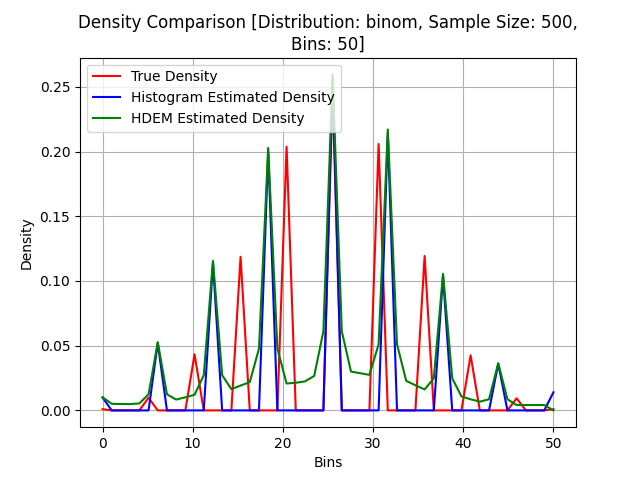 Density Comparison [Distribution: binom, Sample Size: 500,
Bins: 50]
True Density
Histogram Estimated Density
HDEM Estimated Density
0.25
0.20
0.15
0.10
0.05
0.00
Density
0 10 20 30 40 50
Bins